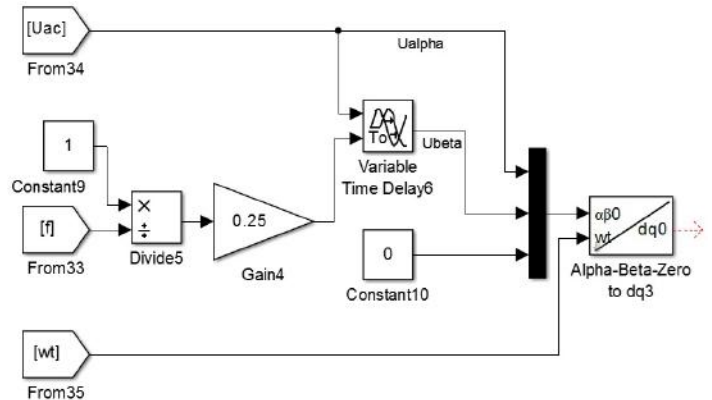 [Uac]
From34
Ualpha
1
Constant9
To
Ubeta
Variable
Time Delay6
[f]
From33
×
÷
Divide5
0.25
Gain4
0
Constant10
αβ0
wt
dq0
Alpha-Beta-Zero
to dq3
[wt]
From35